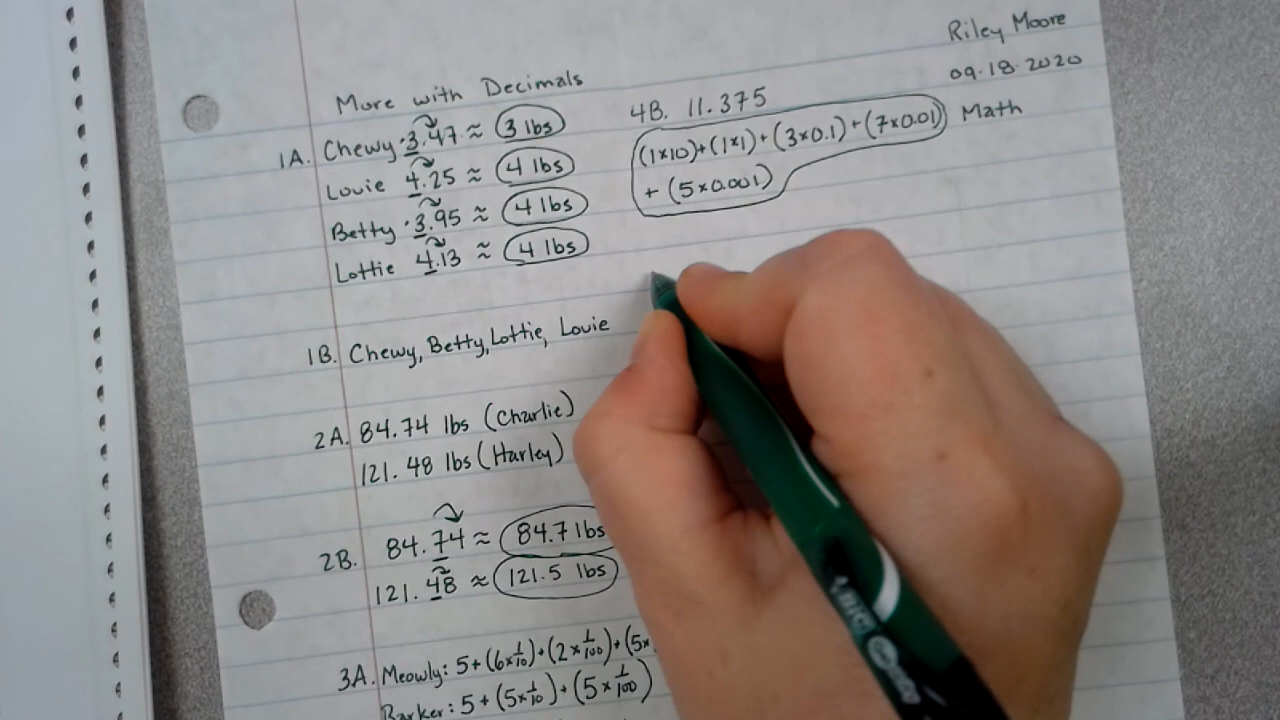 Riley Moore
09.18.2020
Math
More with Decimals
1A. Chewy 3.47 ≈ 3 lbs
Louie 4.25 ≈ 4 lbs
Betty 3.95 ≈ 4 lbs
Lottie 4.13 ≈ 4 lbs
1B. Chewy, Betty, Lottie, Louie
2A. 84.74 lbs (Charlie)
121.48 lbs (Harley)
2B. 84.74 ≈ 84.7 lbs
121.48 ≈ 121.5 lbs
3A. Meowly: 5+(6×1/10)+(2×1/100)+(5×
Barker: 5+(5×1/10)+(5×1/100)
4B. 11.375
(1×10)+(1×1)+(3×0.1)+(7×0.01)
+(5×0.001)
BIC